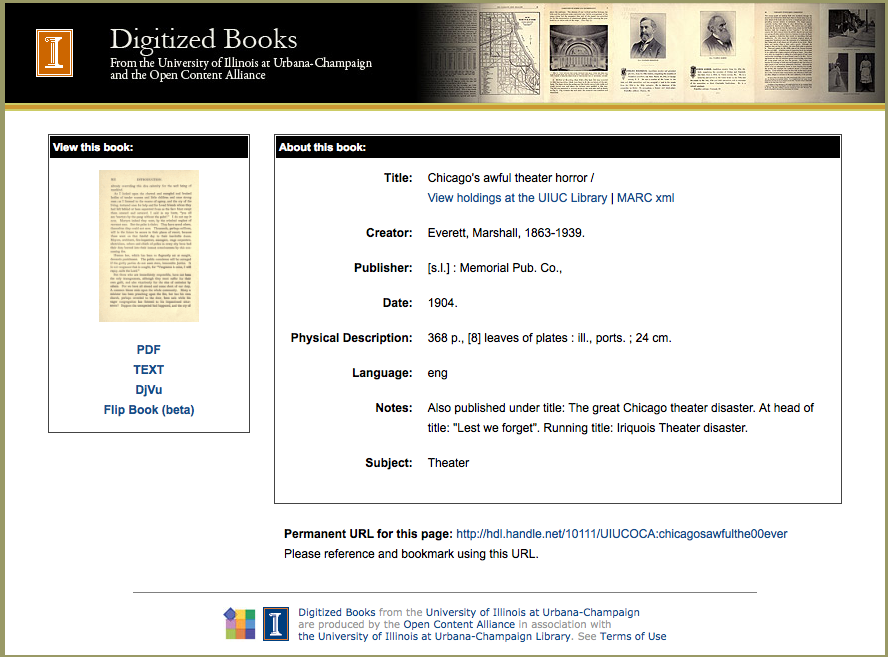 Digitized Books
From the University of Illinois at Urbana-Champaign
and the Open Content Alliance
View this book:
PDF
TEXT
DjVu
Flip Book (beta)
About this book:
Title: Chicago's awful theater horror /
View holdings at the UIUC Library | MARC xml
Creator: Everett, Marshall, 1863-1939.
Publisher: [s.l.] : Memorial Pub. Co.,
Date: 1904.
Physical Description: 368 p., [8] leaves of plates : ill., ports. ; 24 cm.
Language: eng
Notes: Also published under title: The great Chicago theater disaster. At head of
title: "Lest we forget". Running title: Iriquois Theater disaster.
Subject: Theater
Permanent URL for this page: http://hdl.handle.net/10111/UIUCOCA:chicagosawfulthe00ever
Please reference and bookmark using this URL.
Digitized Books from the University of Illinois at Urbana-Champaign
are produced by the Open Content Alliance in association with
the University of Illinois at Urbana-Champaign Library. See Terms of Use